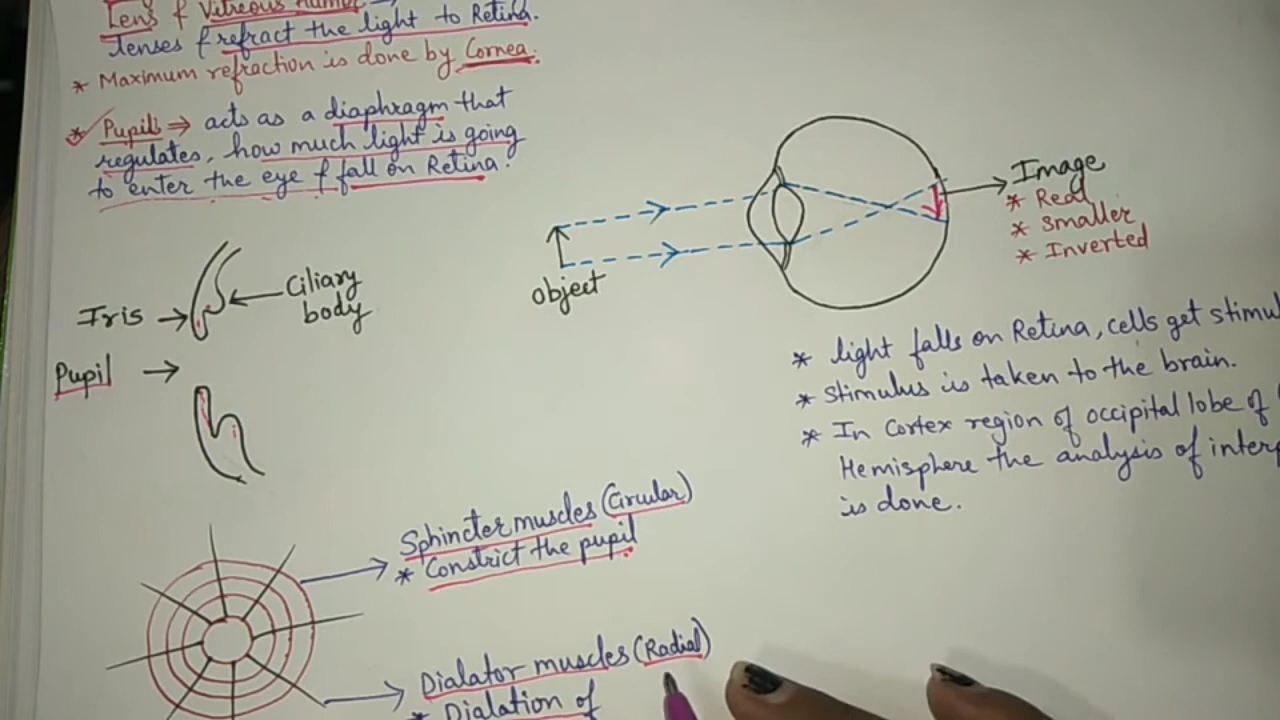 Lens & Vitreous Humor →
lenses & refract the light to Retina.
* Maximum refraction is done by Cornea.
* Pupil ⇒ acts as a diaphragm that
regulates, how much light is going
to enter the eye & fall on Retina.
Iris →
Ciliary
body
Pupil →
object
Image
* Real
* Smaller
* Inverted
* light falls on Retina, cells get
* Stimulus is taken to the brain.
* In Cortex region of occipital lobe of
Hemisphere the analysis of
is done.
Sphincter muscles (Circular)
* Constrict the pupil
Dialator muscles (Radial)
* Dialation of